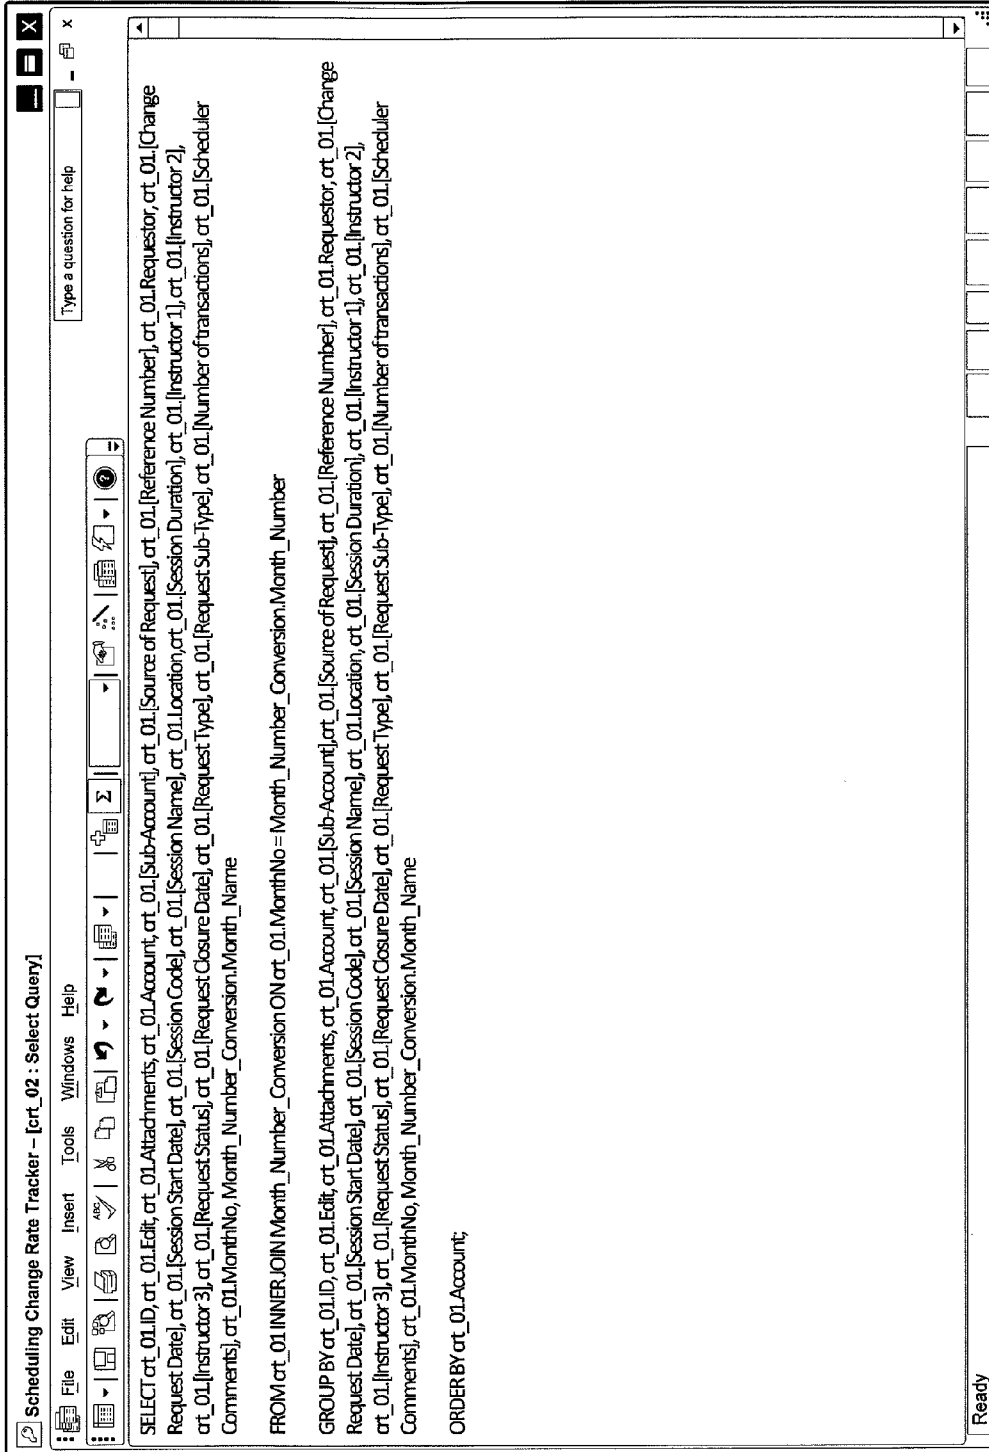 Scheduling Change Rate Tracker – [crt_02 : Select Query]
File Edit View Insert Tools Windows Help
Type a question for help
ABC
Σ
SELECT crt_01.ID, crt_01.Edit, crt_01.Attachments, crt_01.Account, crt_01.[Sub-Account], crt_01.[Source of Request], crt_01.[Reference Number], crt_01.Requestor, crt_01.[Change
Request Date], crt_01.[Session Start Date], crt_01.[Session Code], crt_01.[Session Name], crt_01.Location,crt_01.[Session Duration], crt_01.[Instructor 1], crt_01.[Instructor 2],
crt_01.[Instructor 3], crt_01.[Request Status], crt_01.[Request Closure Date], crt_01.[Request Type], crt_01.[Request Sub-Type], crt_01.[Number of transactions], crt_01.[Scheduler
Comments], crt_01.MonthNo, Month_Number_Conversion.Month_Name
FROM crt_01 INNER JOIN Month_Number_Conversion ON crt_01.MonthNo = Month_Number_Conversion.Month_Number
GROUP BY crt_01.ID, crt_01.Edit, crt_01.Attachments, crt_01.Account, crt_01.[Sub-Account],crt_01.[Source of Request], crt_01.[Reference Number], crt_01.Requestor, crt_01.[Change
Request Date], crt_01.[Session Start Date], crt_01.[Session Code], crt_01.[Session Name], crt_01.Location, crt_01.[Session Duration], crt_01.[Instructor 1], crt_01.[Instructor 2],
crt_01.[Instructor 3], crt_01.[Request Status], crt_01.[Request Closure Date], crt_01.[Request Type], crt_01.[Request Sub-Type], crt_01.[Number of transactions], crt_01.[Scheduler
Comments], crt_01.MonthNo, Month_Number_Conversion.Month_Name
ORDER BY crt_01.Account;
Ready